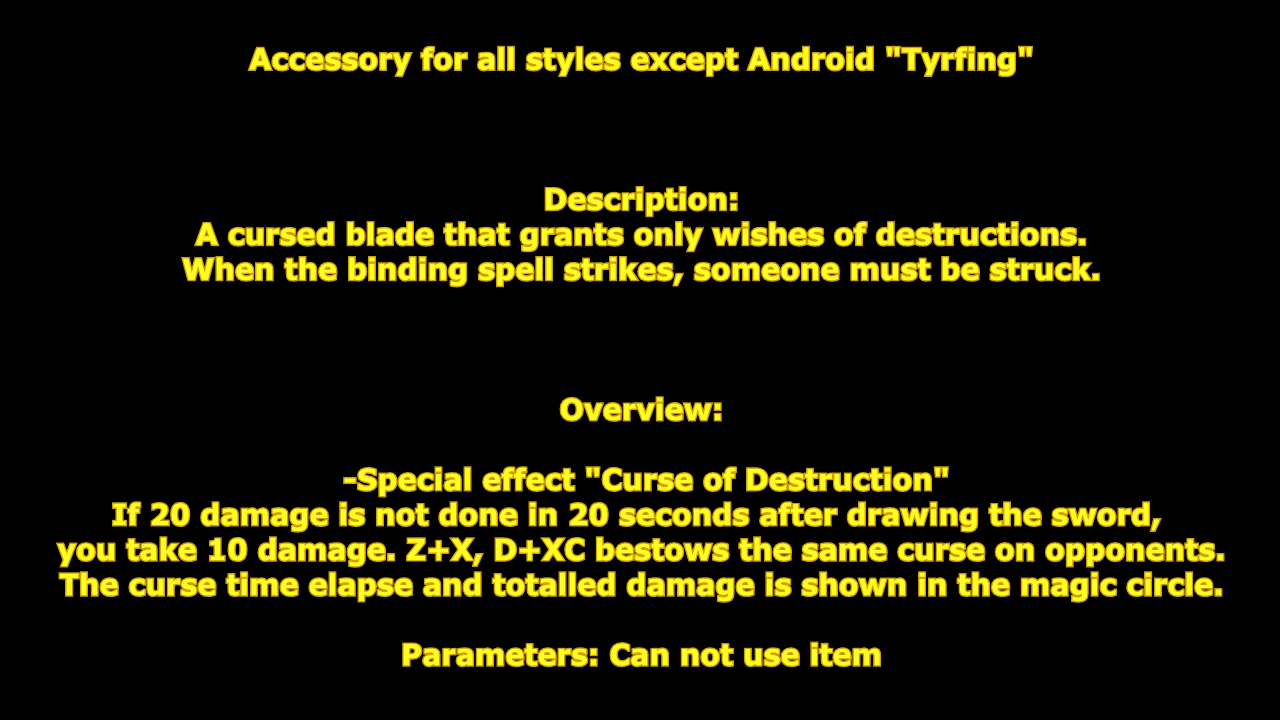 Accessory for all styles except Android "Tyrfing"
Description:
A cursed blade that grants only wishes of destructions.
When the binding spell strikes, someone must be struck.
Overview:
-Special effect "Curse of Destruction"
If 20 damage is not done in 20 seconds after drawing the sword,
you take 10 damage. Z+X, D+XC bestows the same curse on opponents.
The curse time elapse and totalled damage is shown in the magic circle.
Parameters: Can not use item